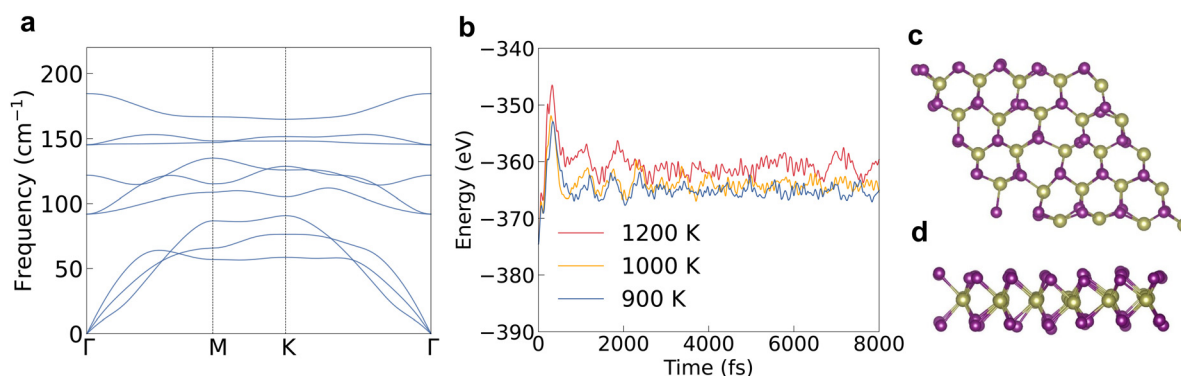 a
Frequency (cm⁻¹)
200
150
100
50
0
Γ
M
K
Γ
b
Energy (eV)
−340
−350
−360
−370
−380
−390
1200 K
1000 K
900 K
0
2000
4000
6000
8000
Time (fs)
c
d